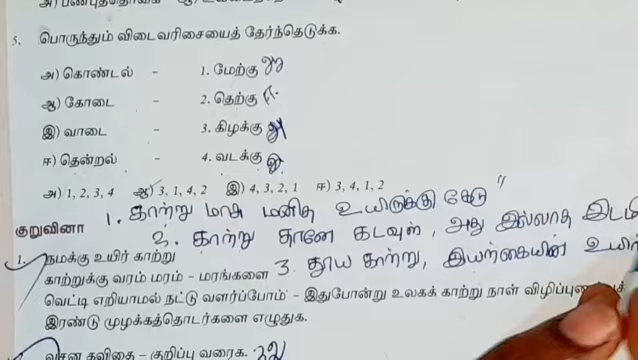 அ) பண்புத்தொகை
5. பொருந்தும் விடைவரிசையைத் தேர்ந்தெடுக்க.
அ) கொண்டல் - 1. மேற்கு ஆ
ஆ) கோடை - 2. தெற்கு ஈ
இ) வாடை - 3. கிழக்கு அ
ஈ) தென்றல் - 4. வடக்கு இ
அ) 1, 2, 3, 4 ஆ) 3, 1, 4, 2 இ) 4, 3, 2, 1 ஈ) 3, 4, 1, 2
குறுவினா
1. காற்று மாசு மனித உயிருக்கு கேடு
2. காற்று தானே கடவுள், அது இல்லாத
1. நமக்கு உயிர் காற்று
காற்றுக்கு வரம் மரம் - மரங்களை
3. தூய காற்று, இயற்கையின்
வெட்டி எறியாமல் நட்டு வளர்ப்போம் - இதுபோன்று உலகக் காற்று நாள்
இரண்டு முழக்கத்தொடர்களை எழுதுக.
வசன கவிதை - குறிப்பு வரைக.